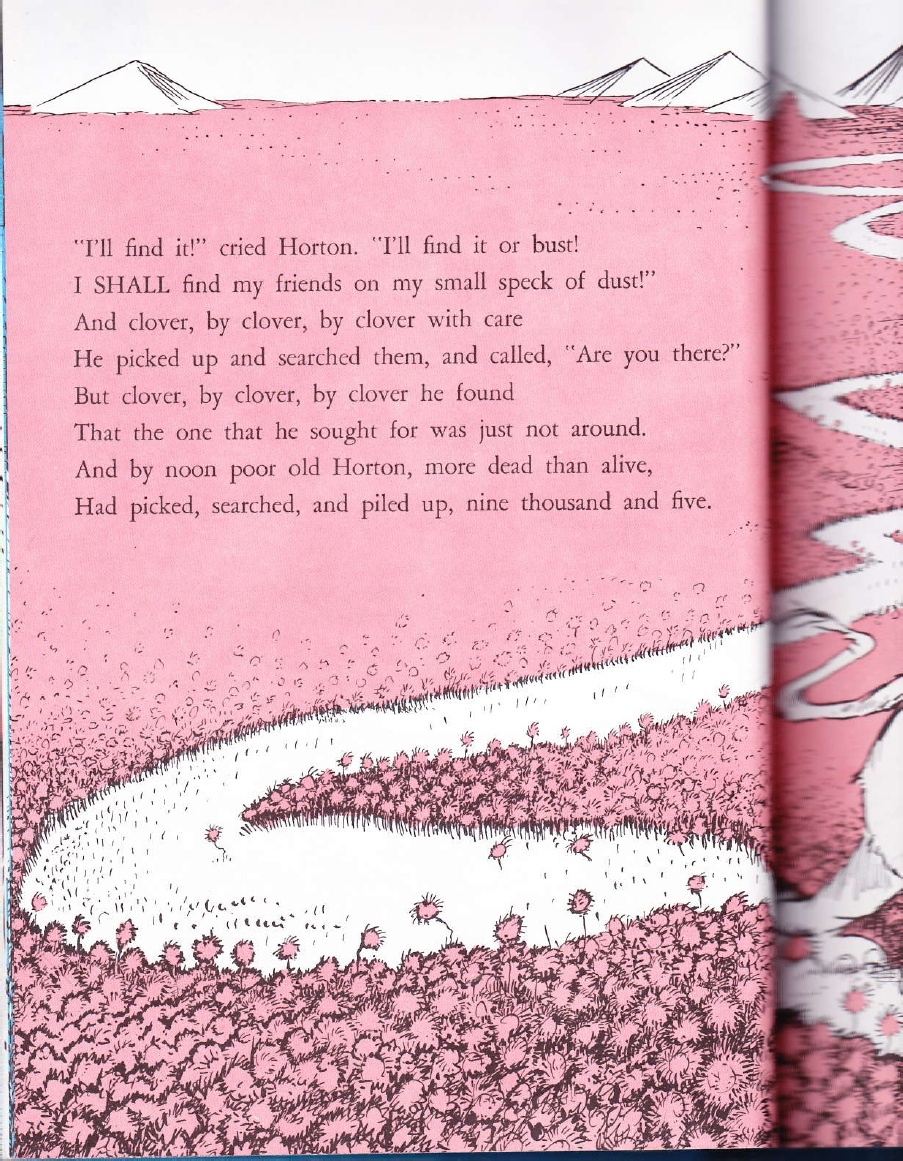 "I'll find it!" cried Horton. "I'll find it or bust!
I SHALL find my friends on my small speck of dust!"
And clover, by clover, by clover with care
He picked up and searched them, and called, "Are you there?"
But clover, by clover, by clover he found
That the one that he sought for was just not around.
And by noon poor old Horton, more dead than alive,
Had picked, searched, and piled up, nine thousand and five.